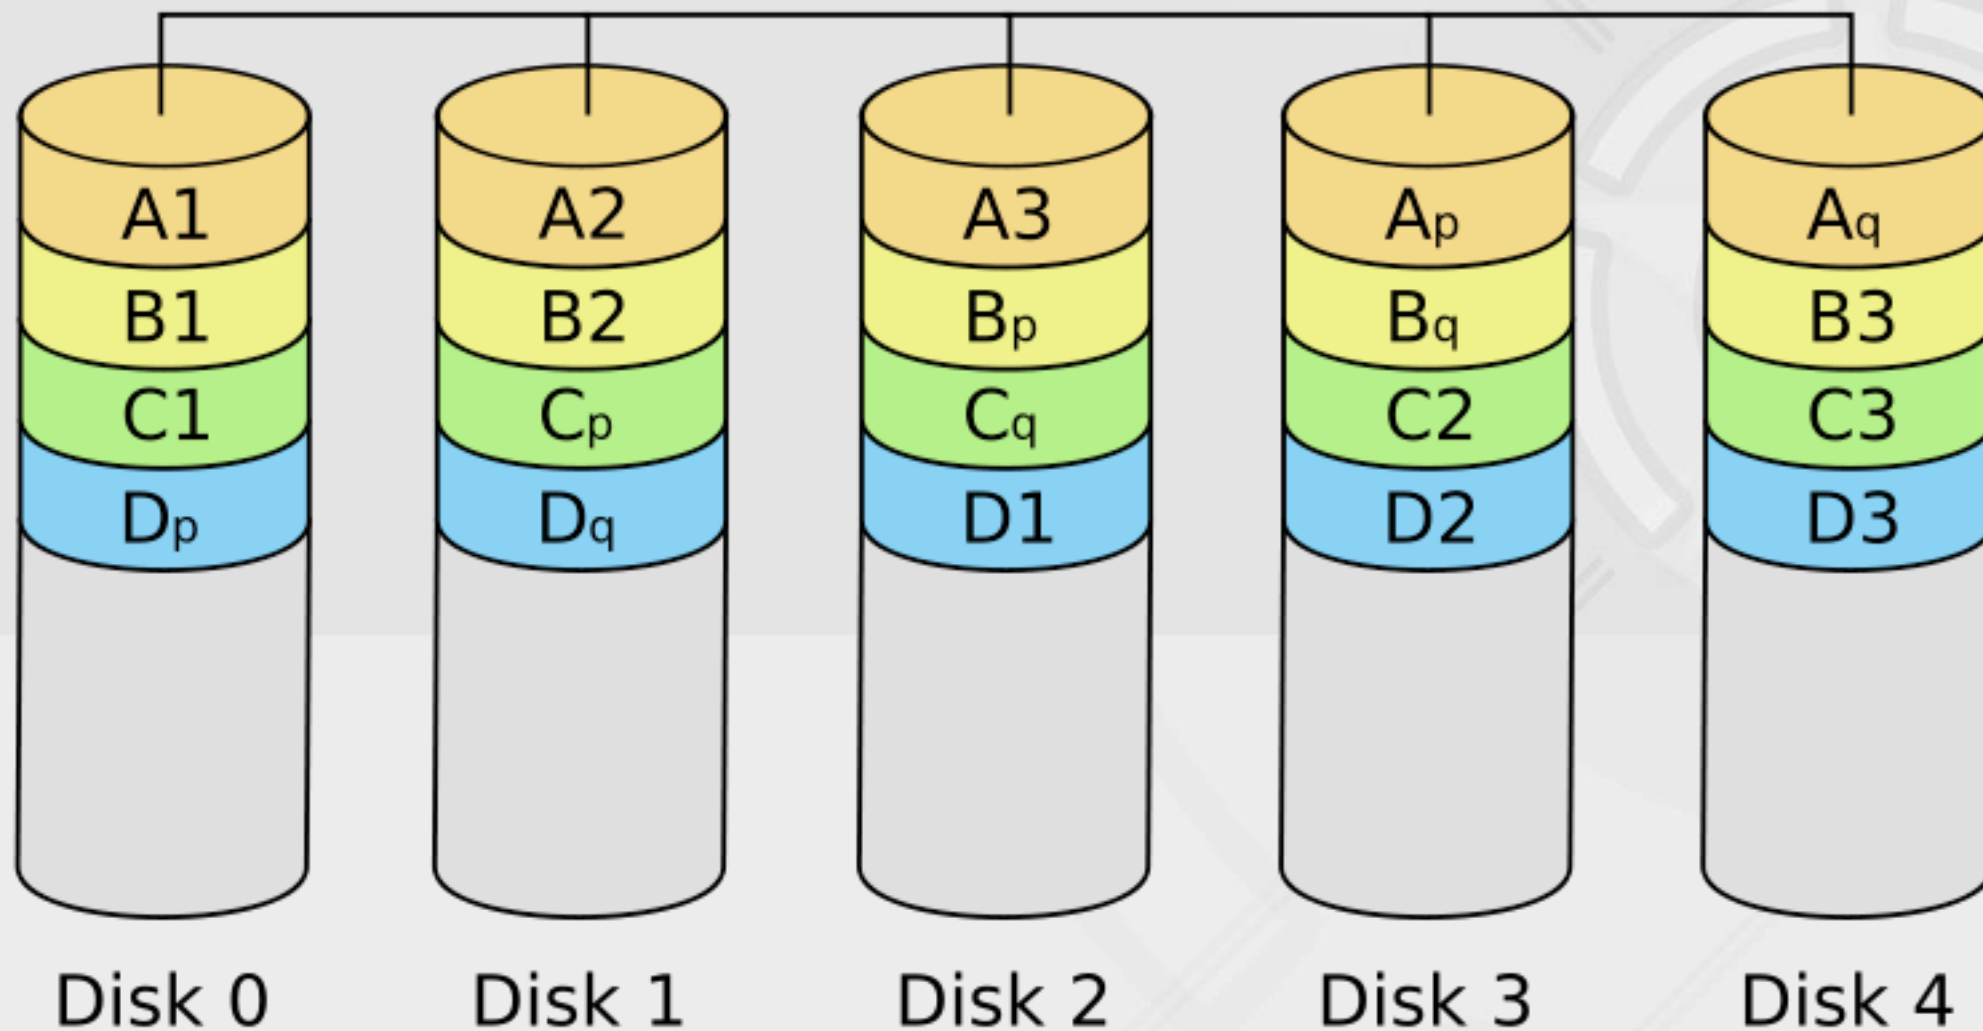 A1 A2 A3 Ap Aq
B1 B2 Bp Bq B3
C1 Cp Cq C2 C3
Dp Dq D1 D2 D3
Disk 0 Disk 1 Disk 2 Disk 3 Disk 4